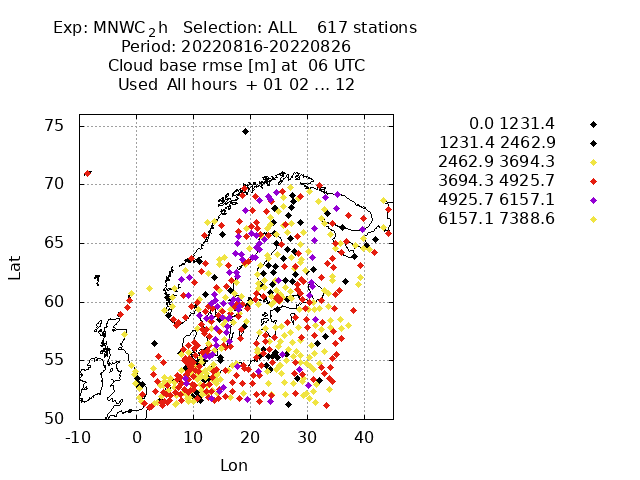 Exp: MNWC2h Selection: ALL 617 stations
Period: 20220816-20220826
Cloud base rmse [m] at 06 UTC
Used All hours + 01 02 ... 12
0.0 1231.4
1231.4 2462.9
2462.9 3694.3
3694.3 4925.7
4925.7 6157.1
6157.1 7388.6
75
70
65
60
55
50
Lat
-10 0 10 20 30 40
Lon